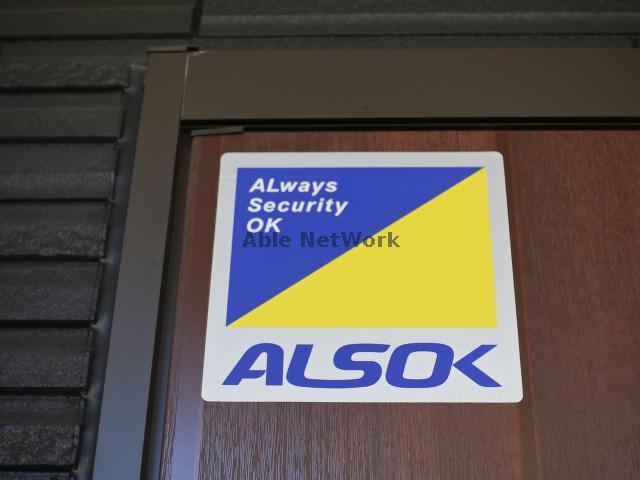 ALways
Security
OK
Able NetWork
ALSOK